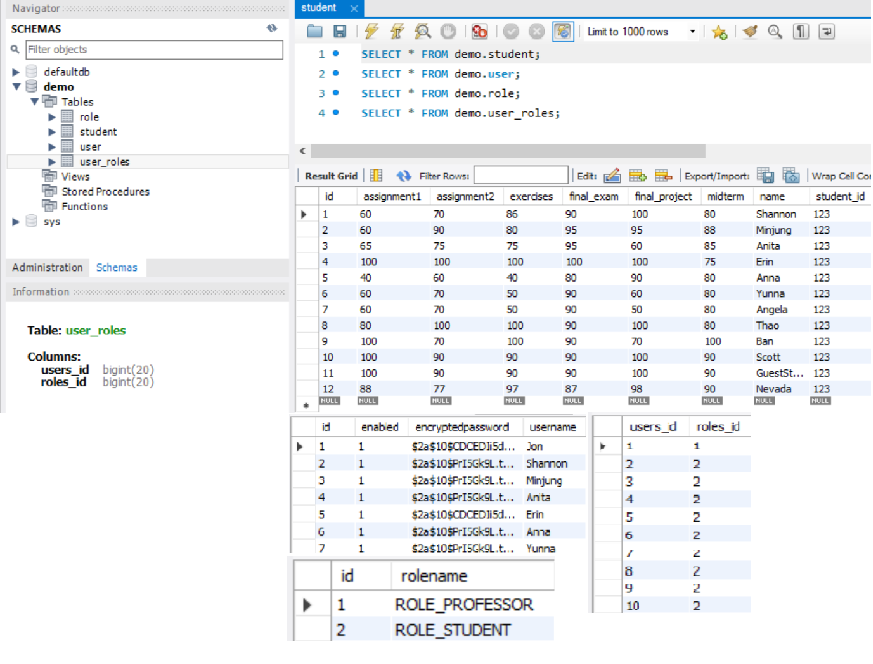 Navigator
SCHEMAS
Filter objects
defaultdb
demo
Tables
role
student
user
user_roles
Views
Stored Procedures
Functions
sys
Administration Schemas
Information
Table: user_roles
Columns:
users_id bigint(20)
roles_id bigint(20)
student
Limit to 1000 rows
1 SELECT * FROM demo.student;
2 SELECT * FROM demo.user;
3 SELECT * FROM demo.role;
4 SELECT * FROM demo.user_roles;
Result Grid Filter Rows: Edit: Export/Import: Wrap Cell Co
id assignment1 assignment2 exercises final_exam final_project midterm name student_id
1 60 70 86 90 100 80 Shannon 123
2 60 90 80 95 95 88 Minjung 123
3 65 75 75 95 60 85 Anita 123
4 100 100 100 100 100 75 Erin 123
5 40 60 40 80 90 80 Anna 123
6 60 70 50 90 60 80 Yunna 123
7 60 70 50 90 50 80 Angela 123
8 80 100 100 90 100 80 Thao 123
9 100 70 100 90 70 100 Ban 123
10 100 90 90 90 100 90 Scott 123
11 100 90 90 90 100 90 GuestSt... 123
12 88 77 97 87 98 90 Nevada 123
NULL NULL NULL NULL NULL NULL NULL NULL NULL
id enabled encryptedpassword username
1 1 $2a$10$CDCEDIi5d... Jon
2 1 $2a$10$PrI5Gk9L.t... Shannon
3 1 $2a$10$PrI5Gk9L.t... Minjung
4 1 $2a$10$PrI5Gk9L.t... Anita
5 1 $2a$10$CDCEDIi5d... Erin
6 1 $2a$10$PrI5Gk9L.t... Anna
7 1 $2a$10$PrI5Gk9L.t... Yunna
users_id roles_id
1 1
2 2
3 2
4 2
5 2
6 2
7 2
8 2
9 2
10 2
id rolename
1 ROLE_PROFESSOR
2 ROLE_STUDENT